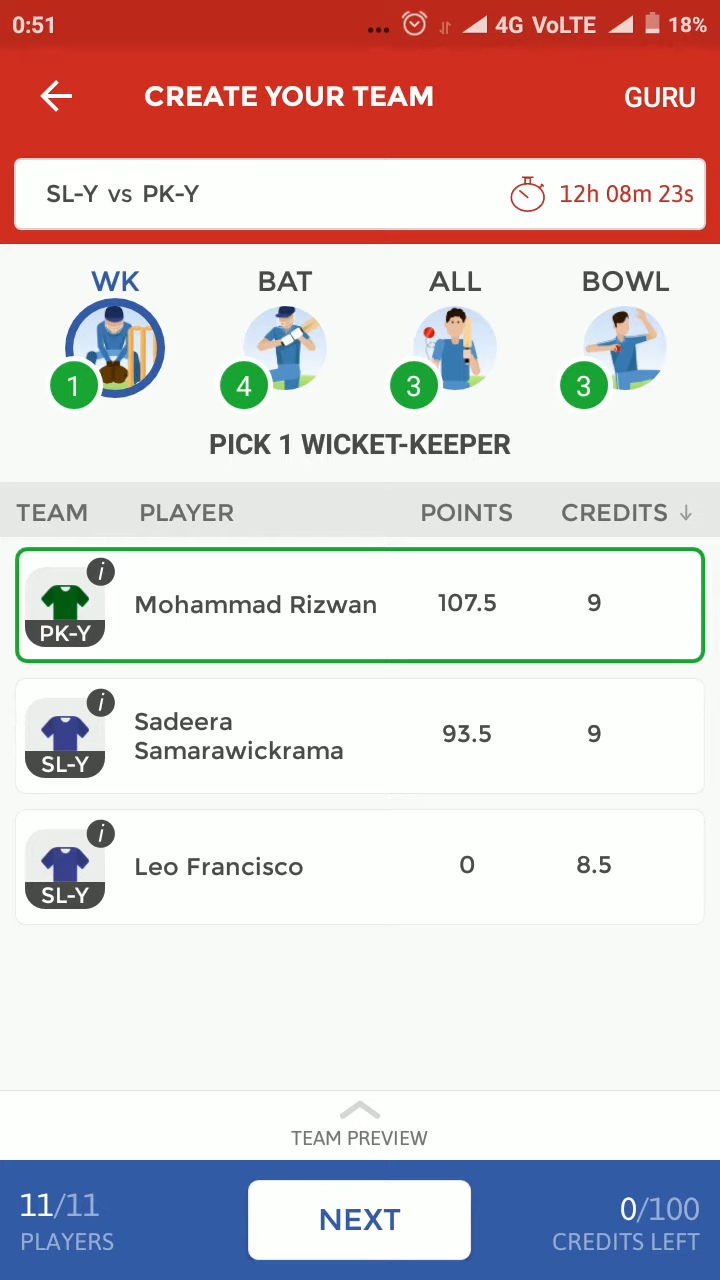 0:51 ... 4G VoLTE 18%
CREATE YOUR TEAM GURU
SL-Y vs PK-Y 12h 08m 23s
WK BAT ALL BOWL
1 4 3 3
PICK 1 WICKET-KEEPER
TEAM PLAYER POINTS CREDITS ↓
i
Mohammad Rizwan 107.5 9
PK-Y
i
Sadeera
Samarawickrama 93.5 9
SL-Y
i
Leo Francisco 0 8.5
SL-Y
TEAM PREVIEW
11/11 NEXT 0/100
PLAYERS CREDITS LEFT